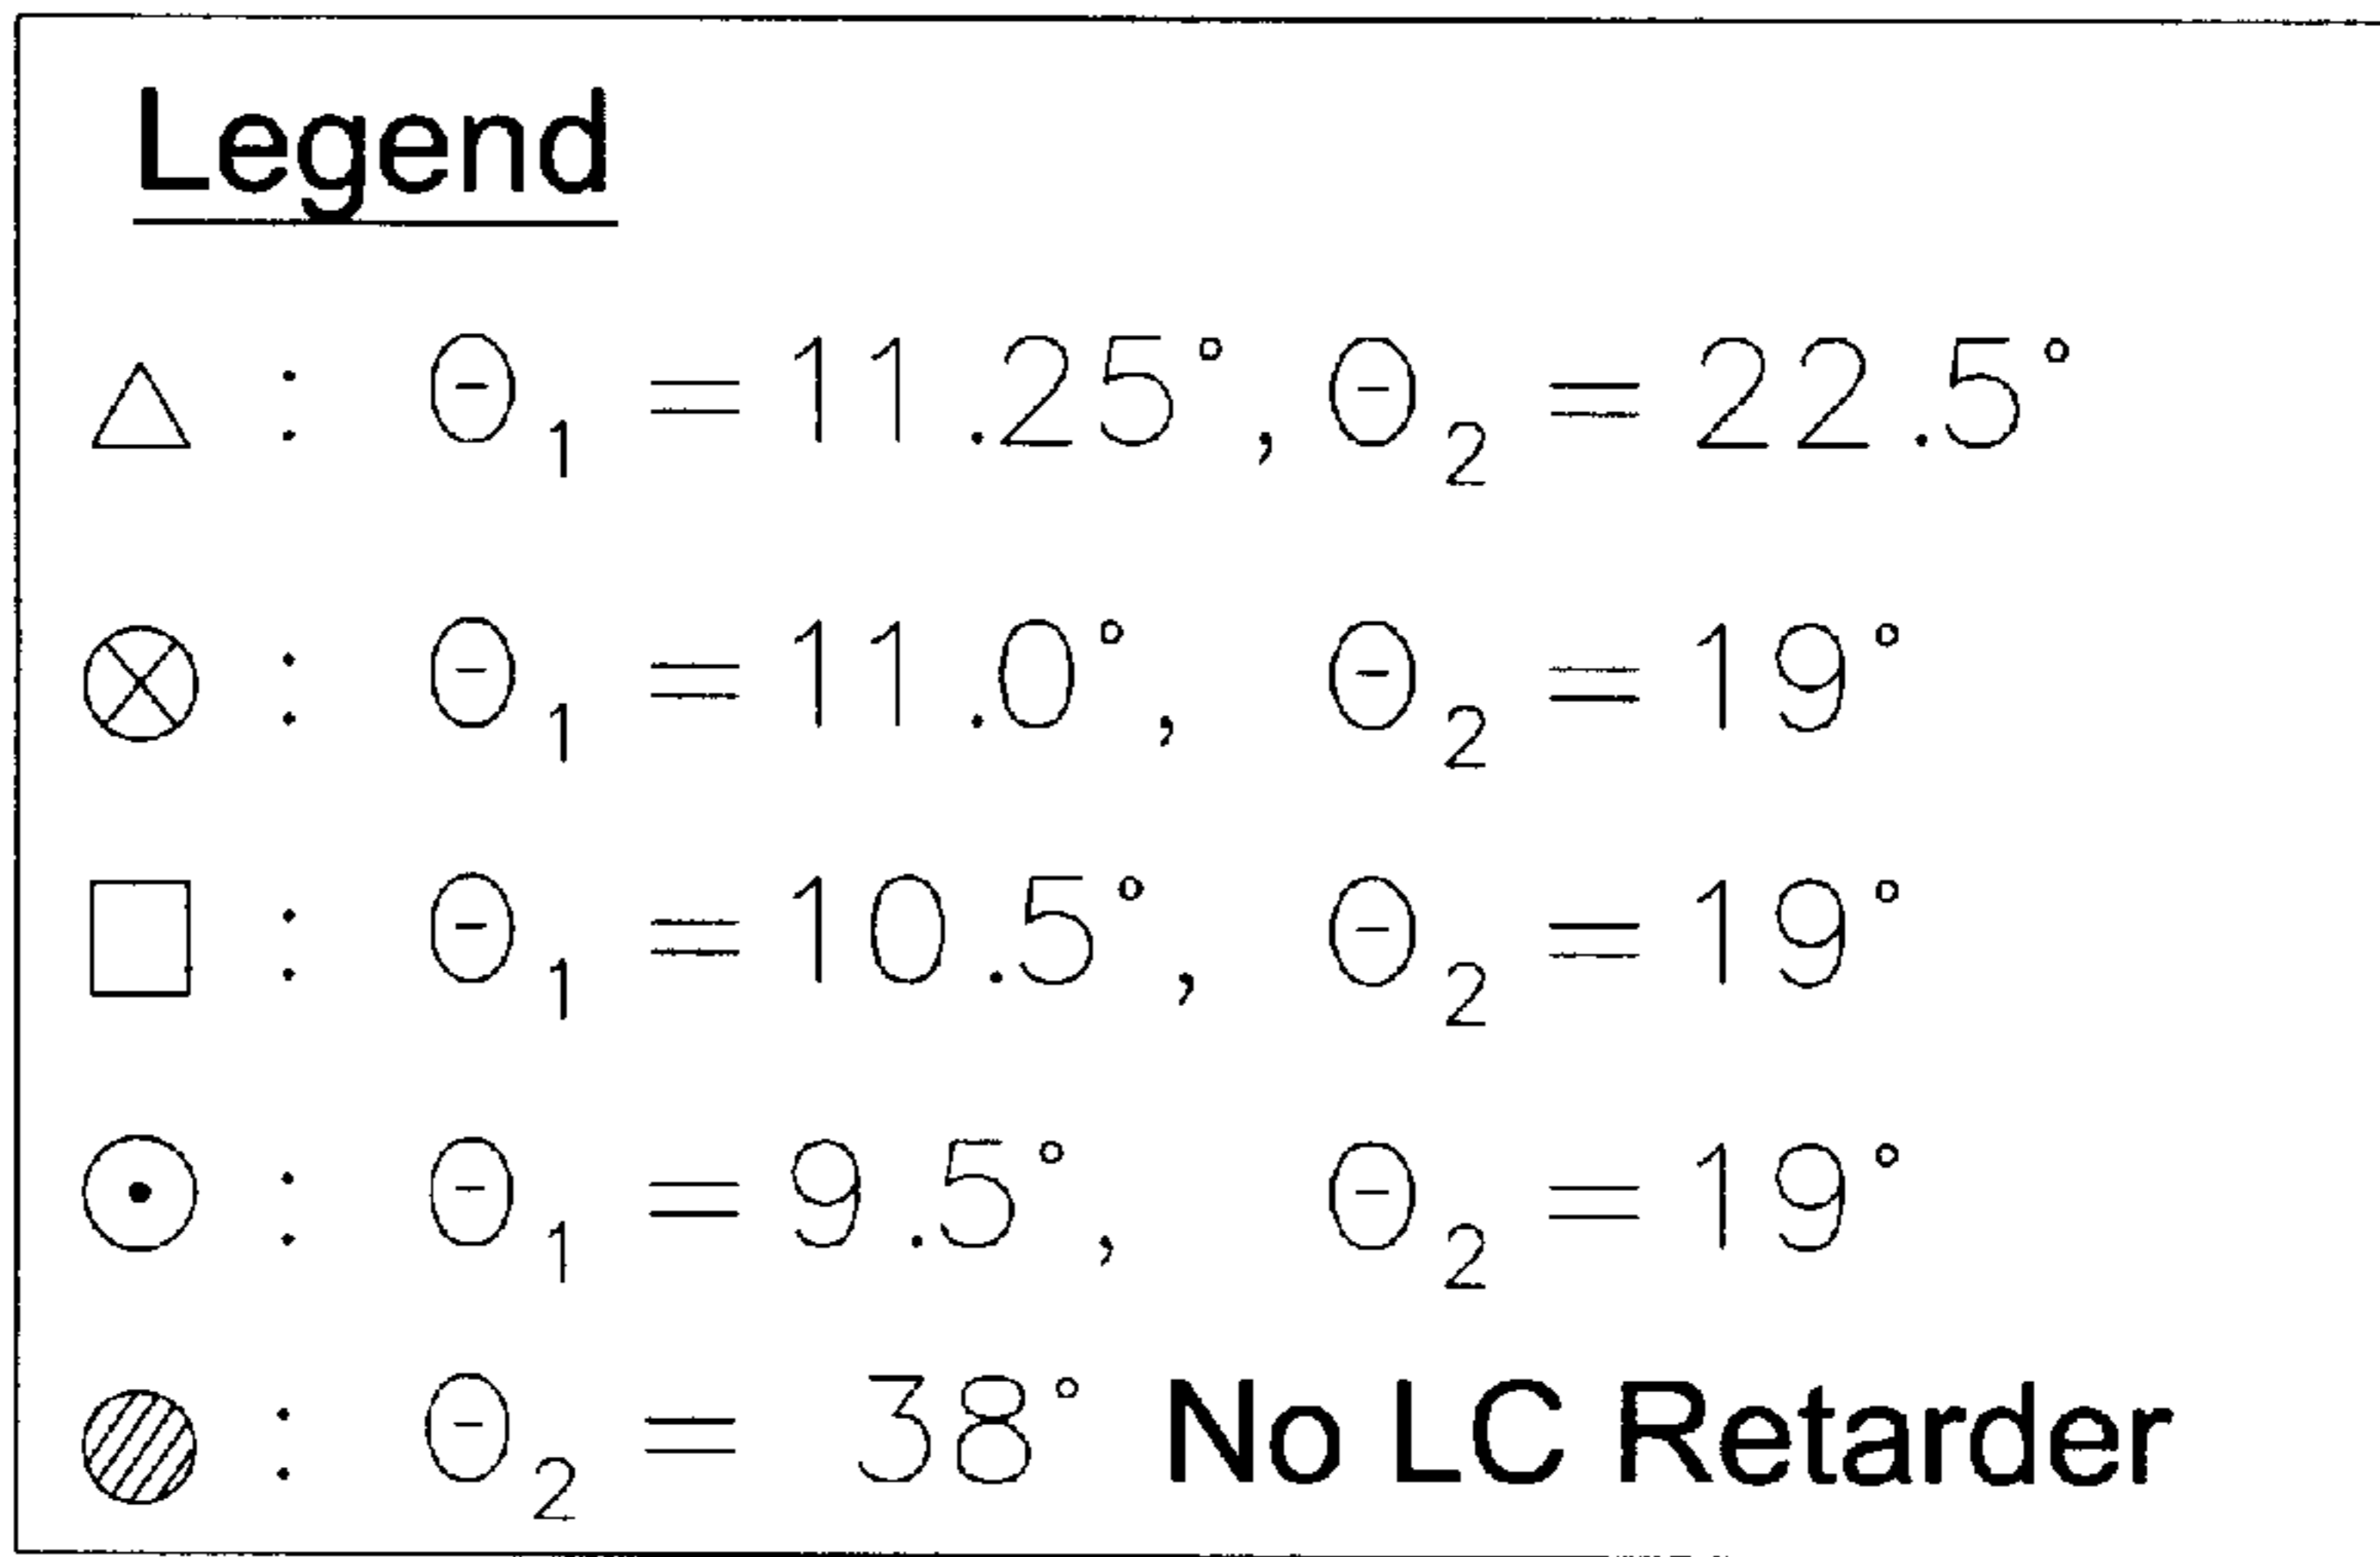 Legend
△ : Θ₁ = 11.25°, Θ₂ = 22.5°
⊗ : Θ₁ = 11.0°, Θ₂ = 19°
□ : Θ₁ = 10.5°, Θ₂ = 19°
⊙ : Θ₁ = 9.5°, Θ₂ = 19°
: Θ₂ = 38° No LC Retarder